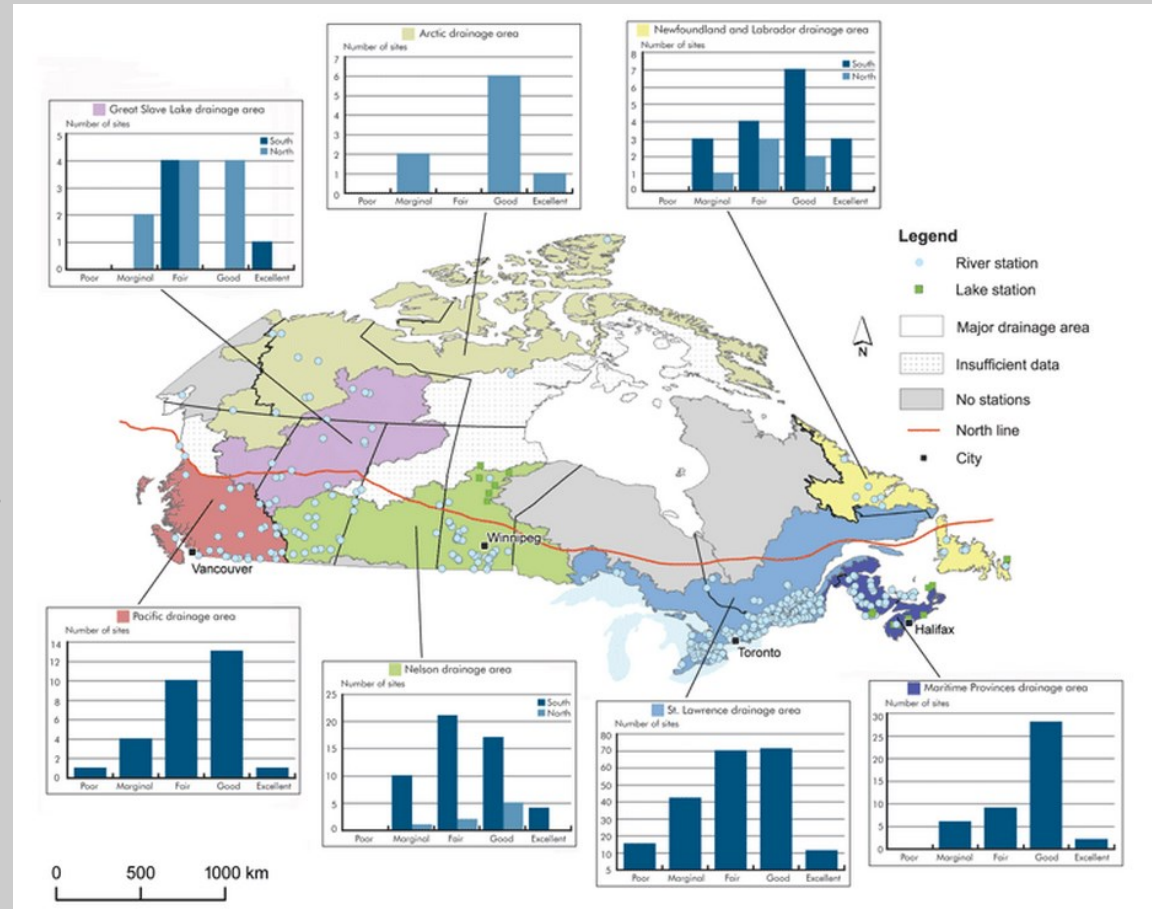 Arctic drainage area
Number of sites
7
6
5
4
3
2
1
0
Poor Marginal Fair Good Excellent
Newfoundland and Labrador drainage area
Number of sites
8
7
6
5
4
3
2
1
0
South
North
Poor Marginal Fair Good Excellent
Great Slave Lake drainage area
Number of sites
5
4
3
2
1
0
South
North
Poor Marginal Fair Good Excellent
Legend
River station
Lake station
Major drainage area
Insufficient data
No stations
North line
City
N
Winnipeg
Vancouver
Toronto
Halifax
Pacific drainage area
Number of sites
14
12
10
8
6
4
2
0
Poor Marginal Fair Good Excellent
Nelson drainage area
Number of sites
25
20
15
10
5
0
South
North
Poor Marginal Fair Good Excellent
St. Lawrence drainage area
Number of sites
80
70
60
50
40
30
20
10
5
Poor Marginal Fair Good Excellent
Maritime Provinces drainage area
Number of sites
30
25
20
15
10
5
0
Poor Marginal Fair Good Excellent
0 500 1000 km